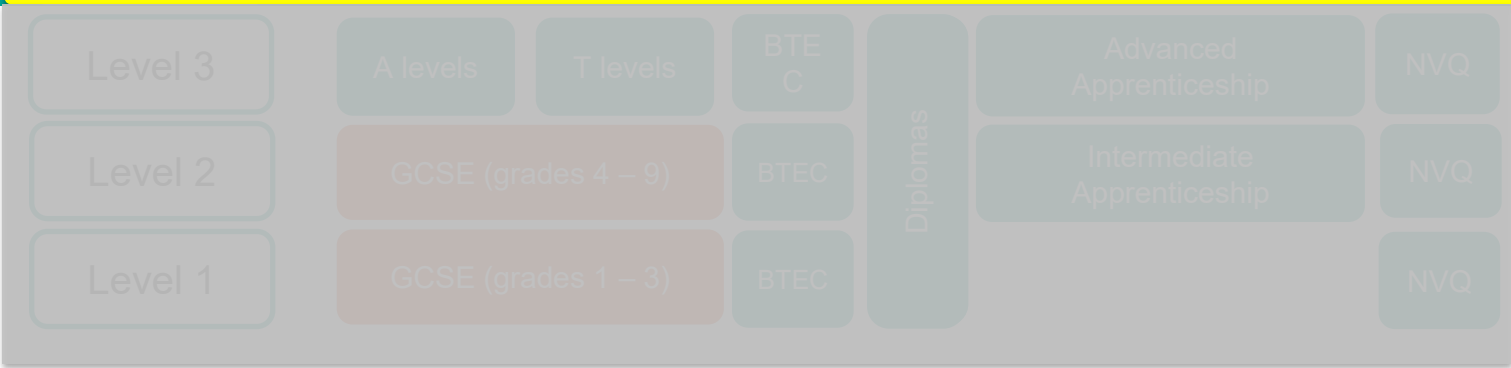 Level 3
A levels
T levels
BTE
C
Advanced
Apprenticeship
NVQ
Level 2
GCSE (grades 4 – 9)
BTEC
Diplomas
Intermediate
Apprenticeship
NVQ
Level 1
GCSE (grades 1 – 3)
BTEC
NVQ